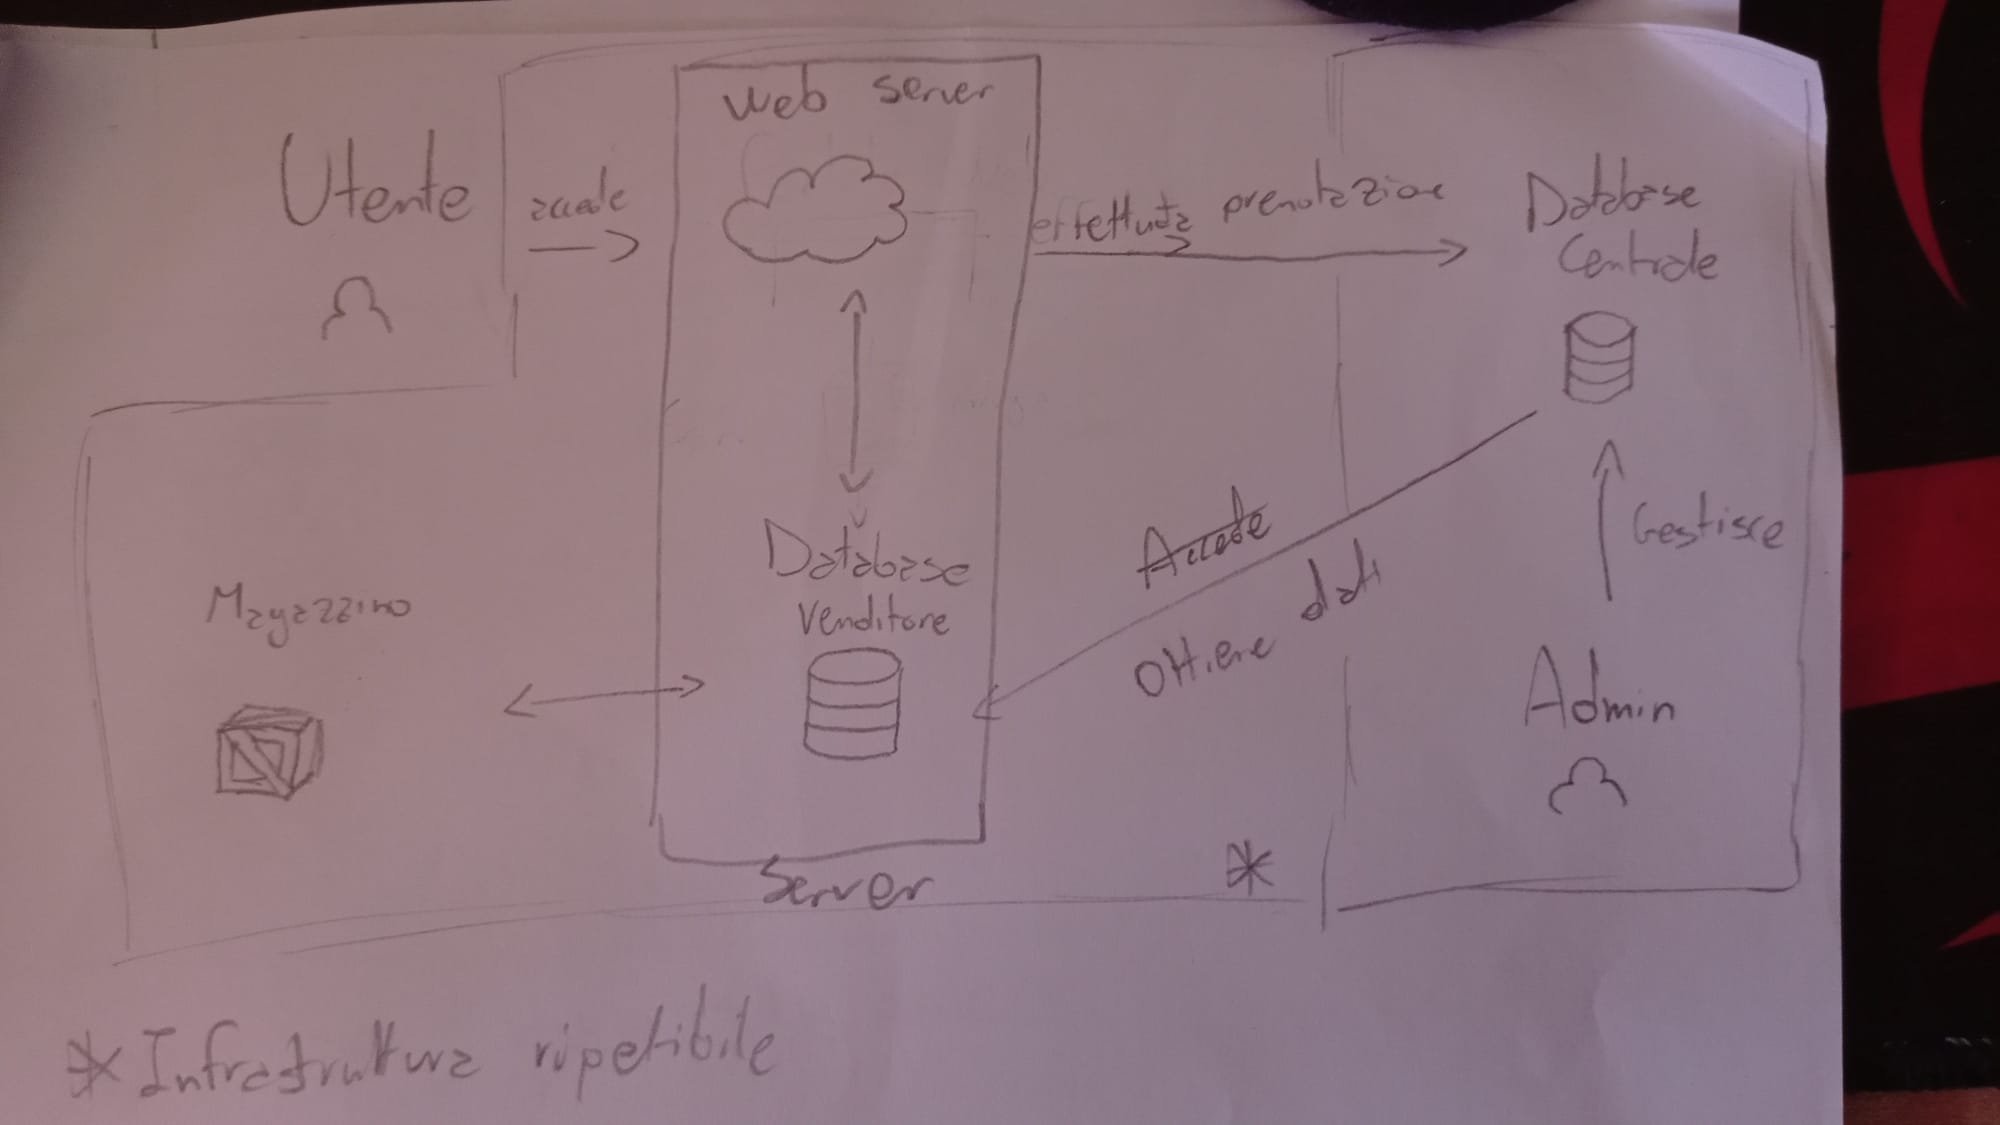 Web server
Utente
accede
effettua prenotazione
Database
Centrale
Accede
Ottiene dati
Gestisce
Database
Venditore
Magazzino
Admin
Server
*
* Infrastruttura ripetibile